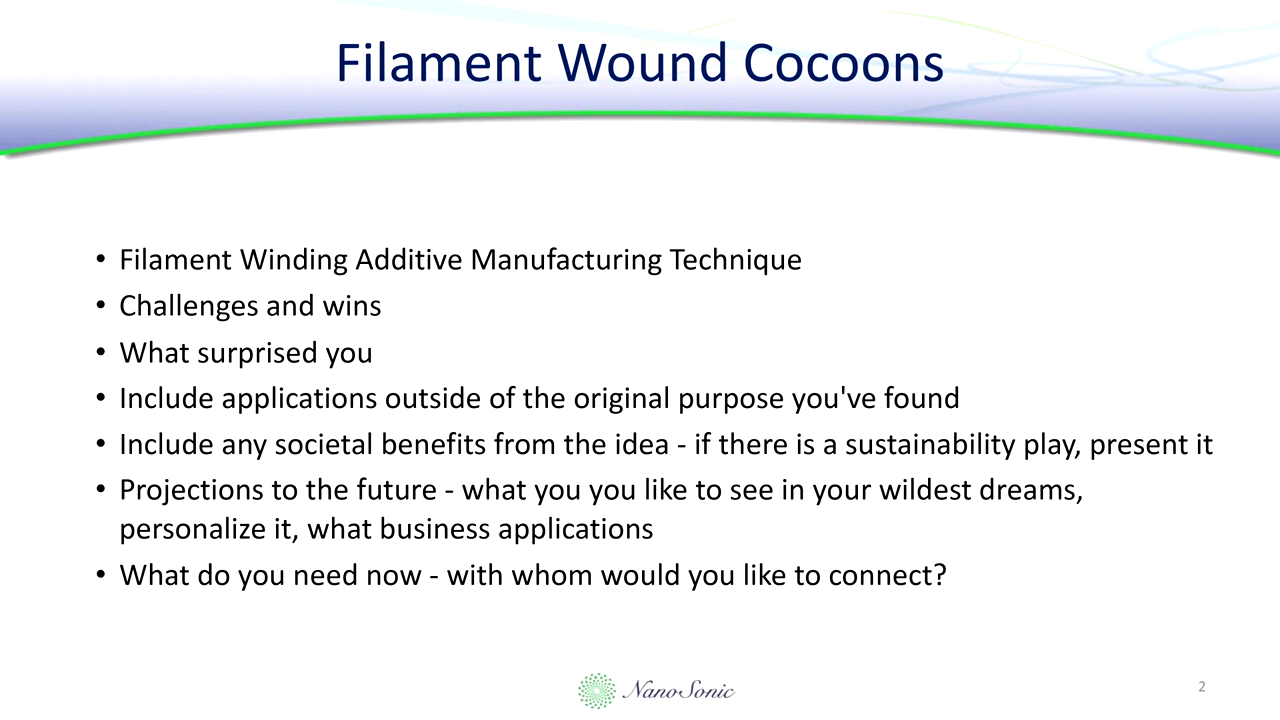 Filament Wound Cocoons
• Filament Winding Additive Manufacturing Technique
• Challenges and wins
• What surprised you
• Include applications outside of the original purpose you've found
• Include any societal benefits from the idea - if there is a sustainability play, present it
• Projections to the future - what you you like to see in your wildest dreams,
personalize it, what business applications
• What do you need now - with whom would you like to connect?
NanoSonic
2